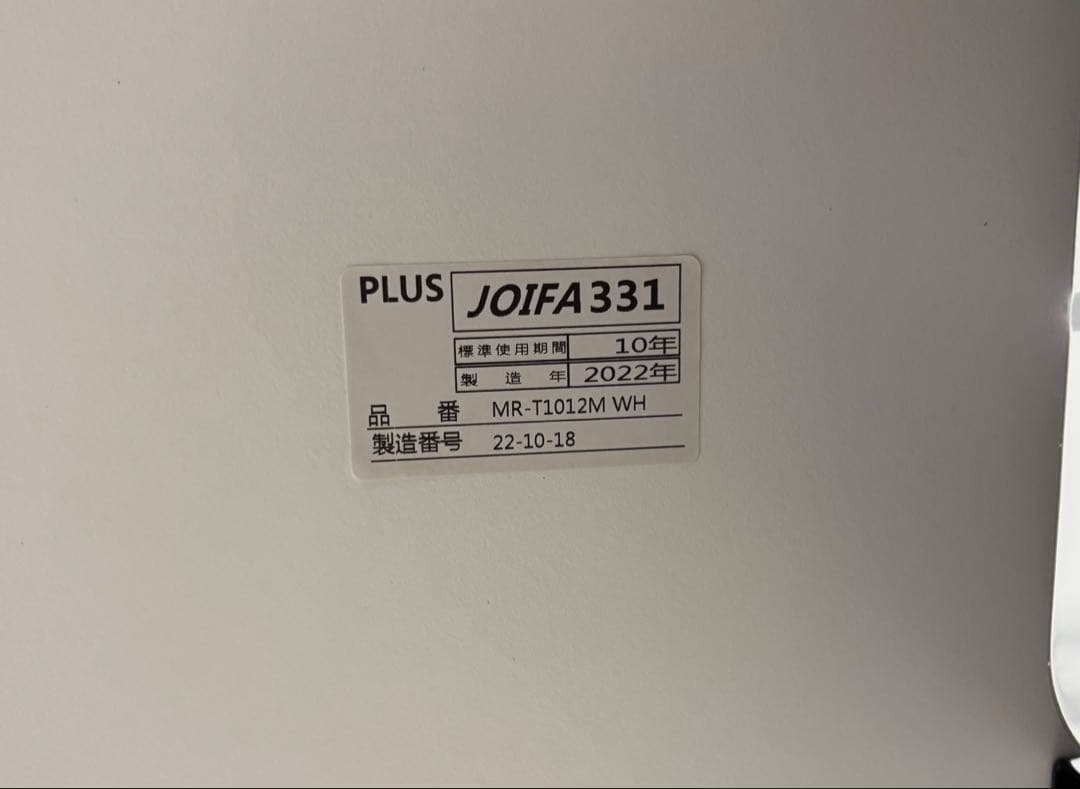 PLUS JOIFA331
標準使用期間 10年
製造年 2022年
品番 MR-T1012M WH
製造番号 22-10-18